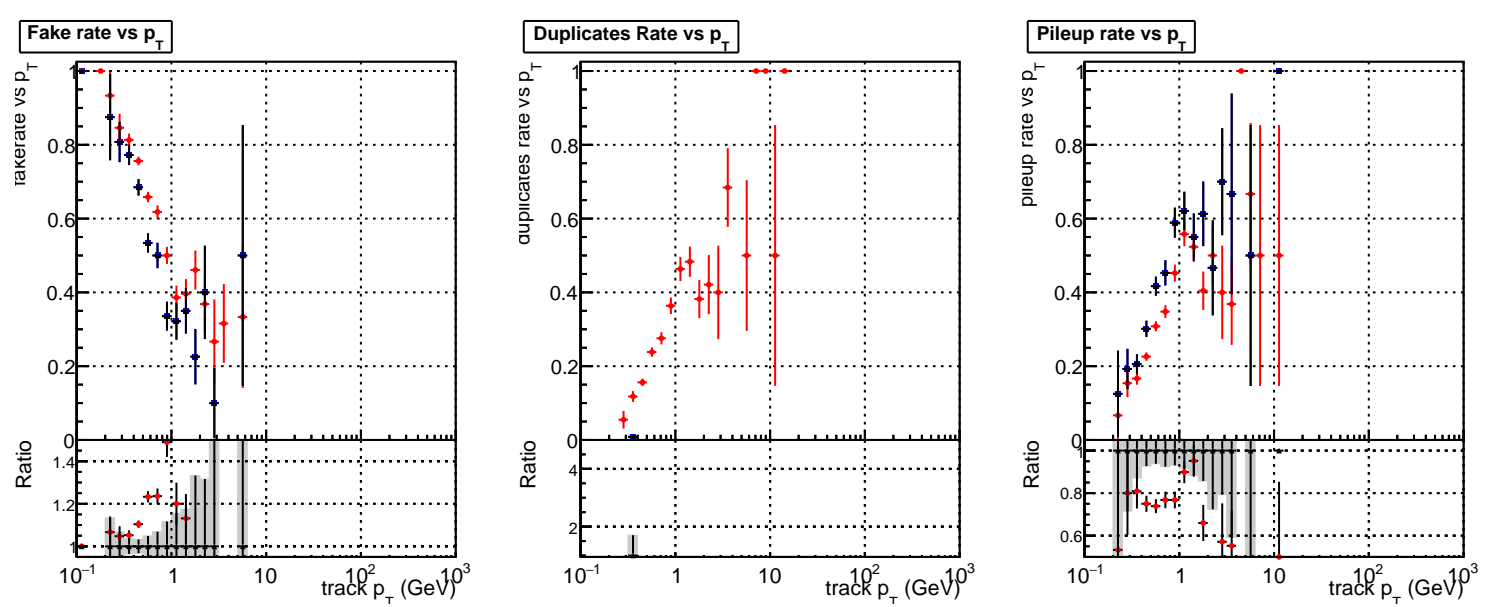 Fake rate vs p_T
fakerate vs p_T
1
0.8
0.6
0.4
0.2
0
Ratio
1.4
1.2
1
10^−1 1 10 10^2 10^3
track p_T (GeV)
Duplicates Rate vs p_T
duplicates rate vs p_T
1
0.8
0.6
0.4
0.2
0
Ratio
4
2
10^−1 1 10 10^2 10^3
track p_T (GeV)
Pileup rate vs p_T
pileup rate vs p_T
1
0.8
0.6
0.4
0.2
0
Ratio
1
0.8
0.6
10^−1 1 10 10^2 10^3
track p_T (GeV)